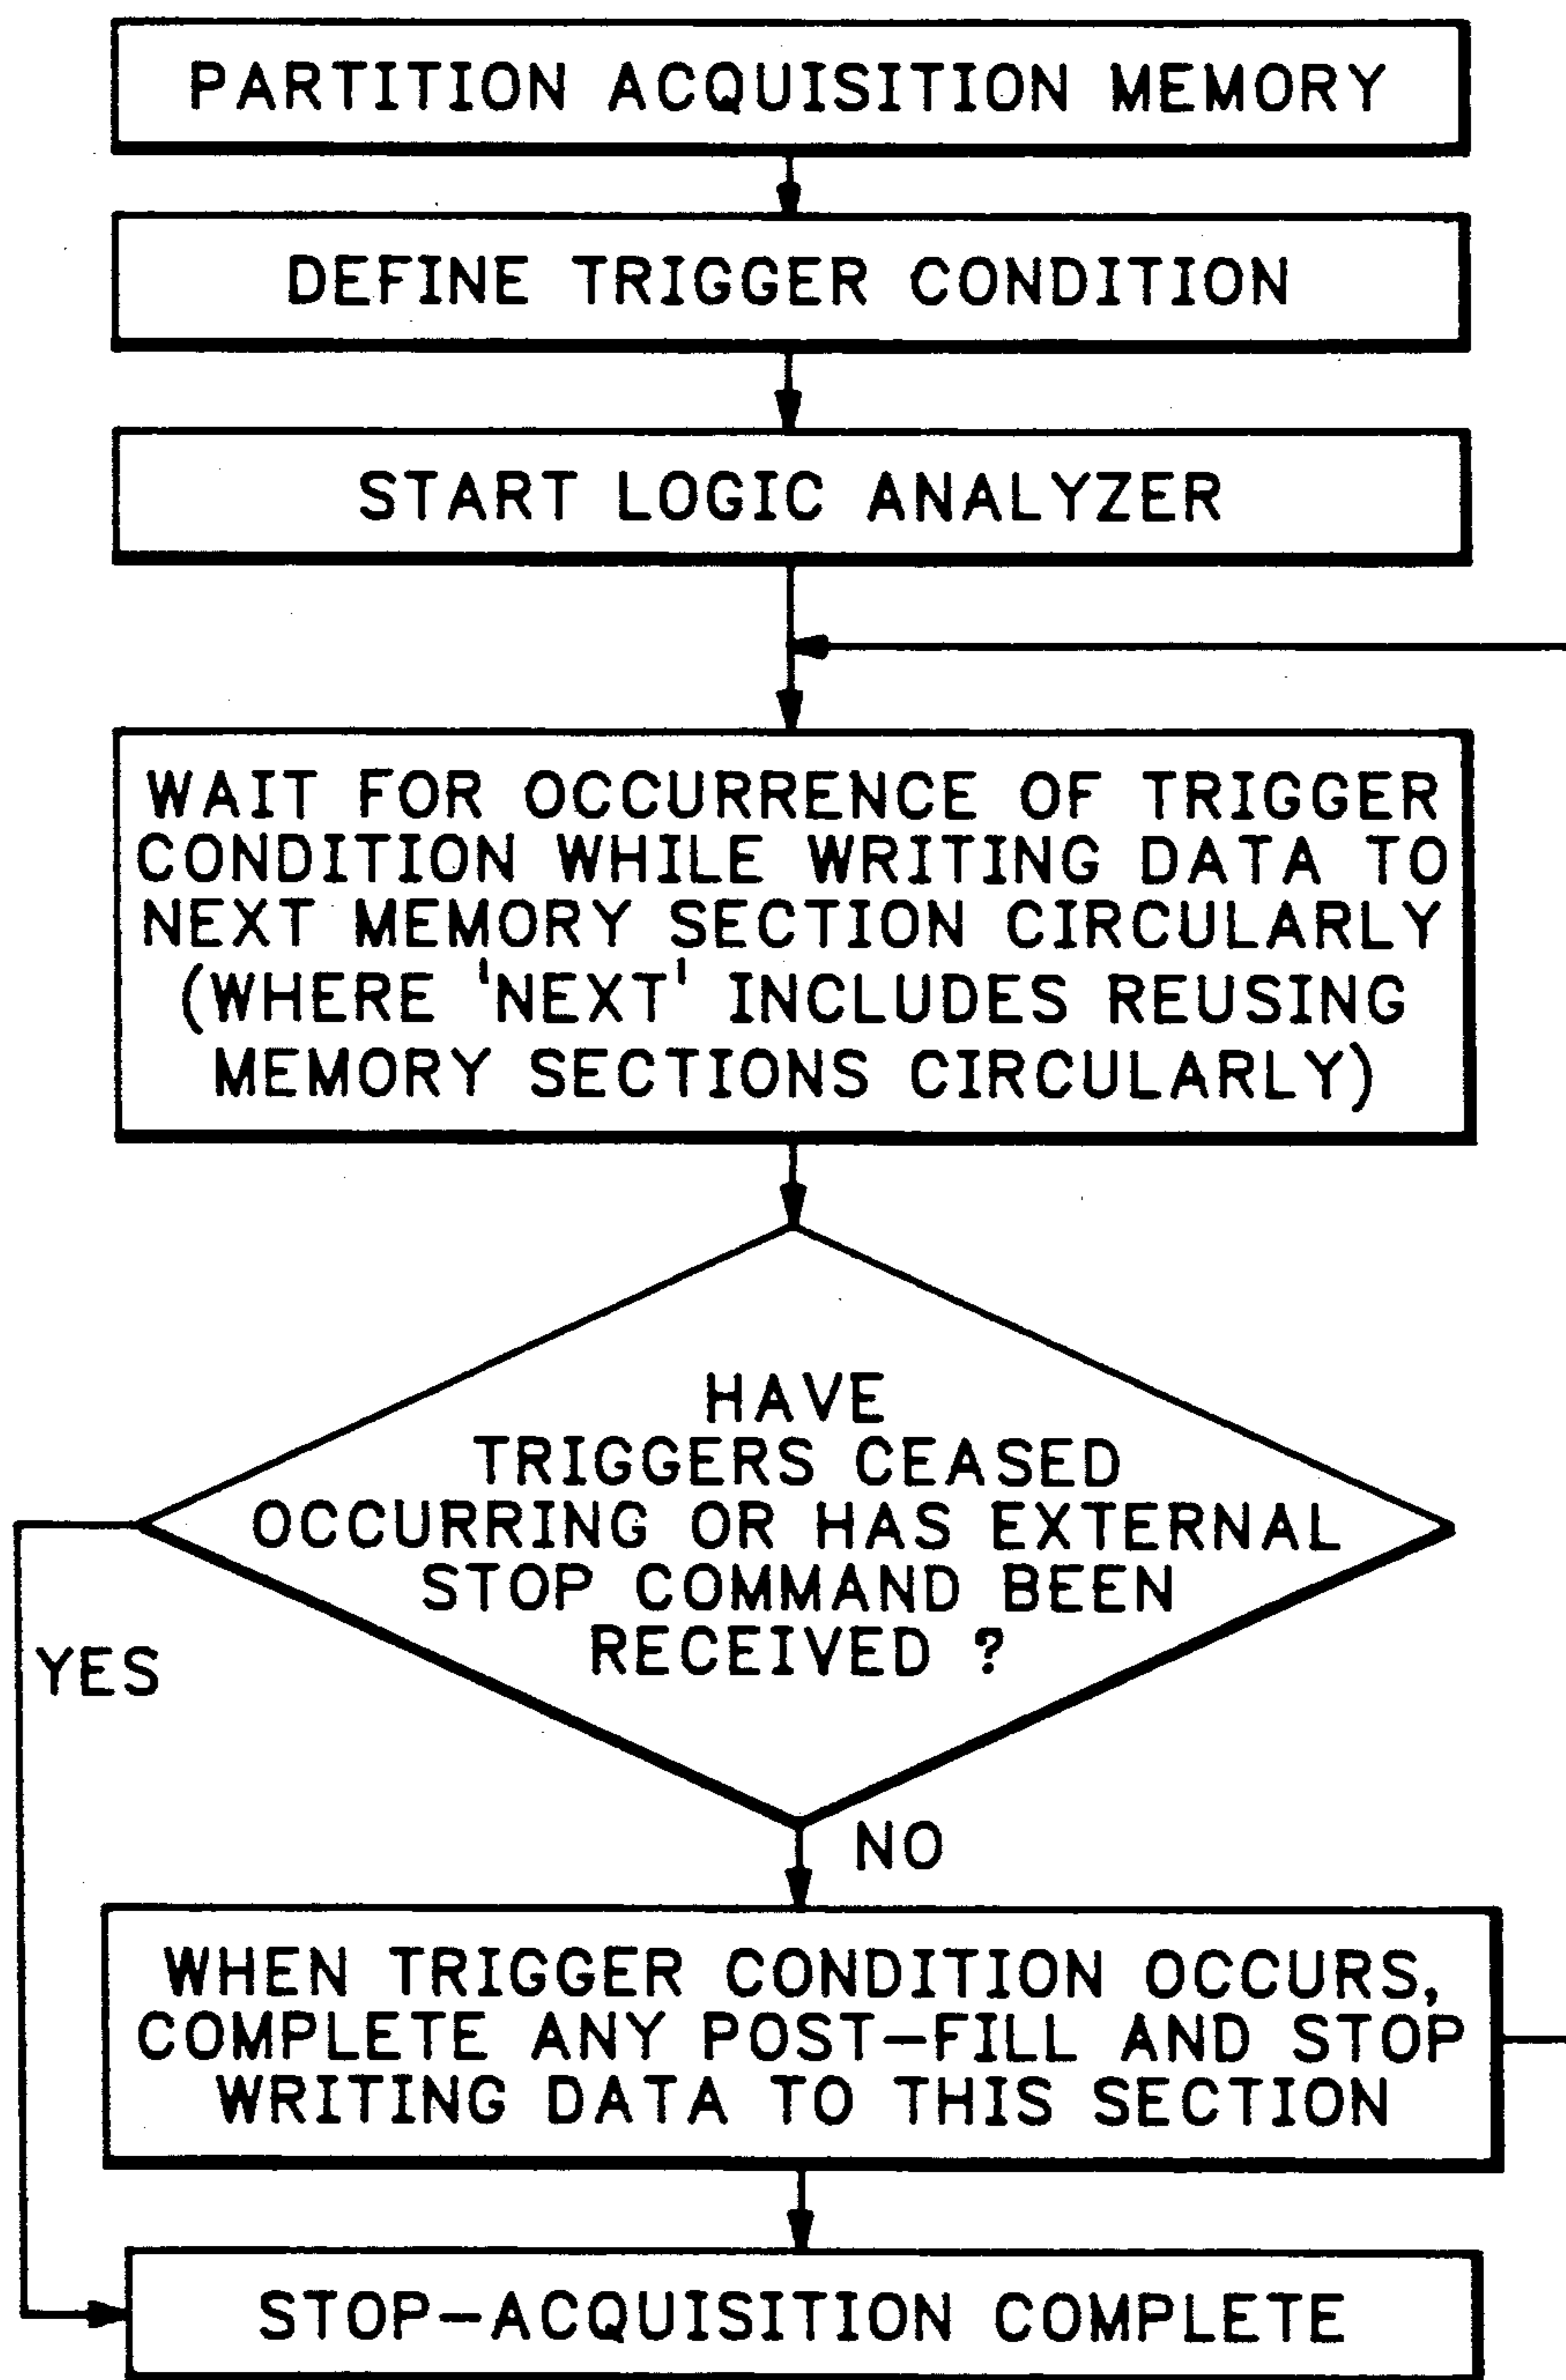 PARTITION ACQUISITION MEMORY
DEFINE TRIGGER CONDITION
START LOGIC ANALYZER
WAIT FOR OCCURRENCE OF TRIGGER
CONDITION WHILE WRITING DATA TO
NEXT MEMORY SECTION CIRCULARLY
(WHERE 'NEXT' INCLUDES REUSING
MEMORY SECTIONS CIRCULARLY)
HAVE
TRIGGERS CEASED
OCCURRING OR HAS EXTERNAL
STOP COMMAND BEEN
RECEIVED ?
YES
NO
WHEN TRIGGER CONDITION OCCURS,
COMPLETE ANY POST-FILL AND STOP
WRITING DATA TO THIS SECTION
STOP-ACQUISITION COMPLETE